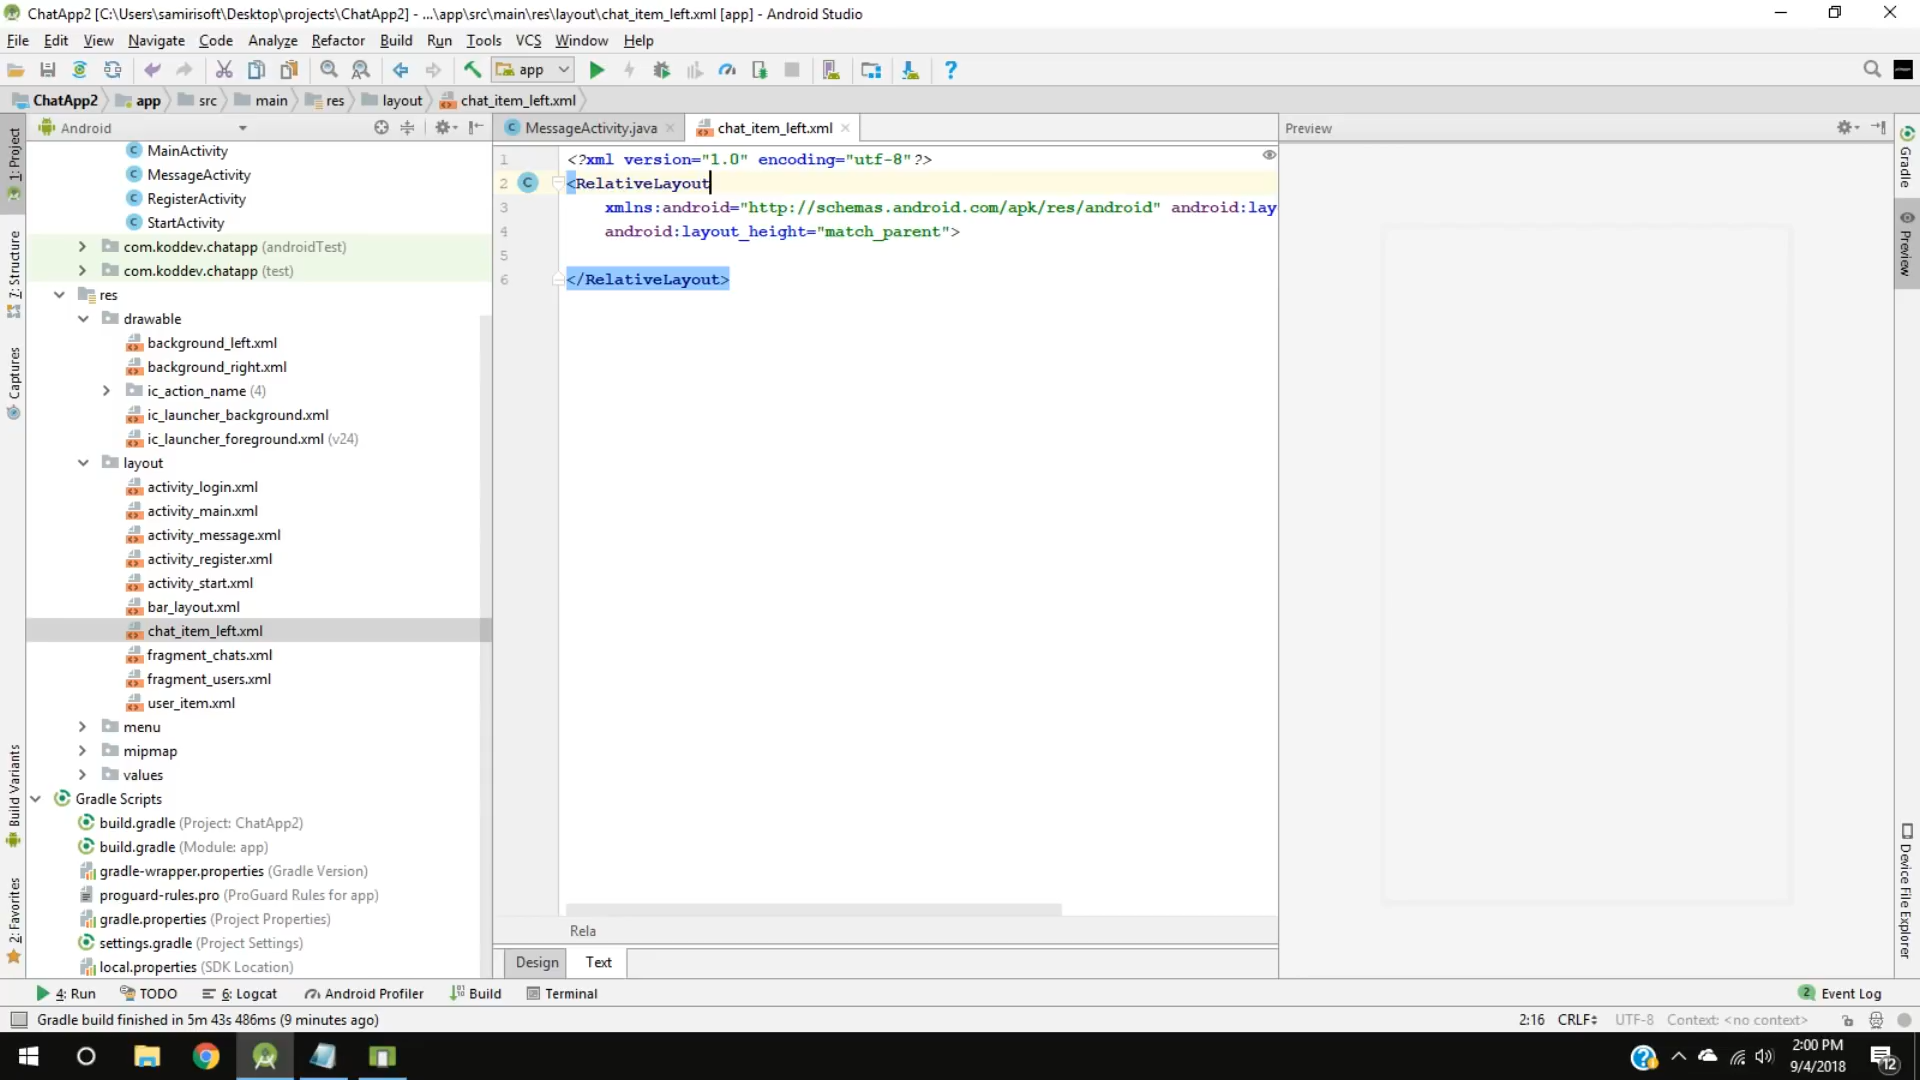 ChatApp2 [C:\Users\samirisoft\Desktop\projects\ChatApp2] - ...\app\src\main\res\layout\chat_item_left.xml [app] - Android Studio
File Edit View Navigate Code Analyze Refactor Build Run Tools VCS Window Help
app
ChatApp2 app src main res layout chat_item_left.xml
Android
MessageActivity.java chat_item_left.xml
Preview
1: Project
7: Structure
Captures
Build Variants
2: Favorites
MainActivity
MessageActivity
RegisterActivity
StartActivity
com.koddev.chatapp (androidTest)
com.koddev.chatapp (test)
res
drawable
background_left.xml
background_right.xml
ic_action_name (4)
ic_launcher_background.xml
ic_launcher_foreground.xml (v24)
layout
activity_login.xml
activity_main.xml
activity_message.xml
activity_register.xml
activity_start.xml
bar_layout.xml
chat_item_left.xml
fragment_chats.xml
fragment_users.xml
user_item.xml
menu
mipmap
values
Gradle Scripts
build.gradle (Project: ChatApp2)
build.gradle (Module: app)
gradle-wrapper.properties (Gradle Version)
proguard-rules.pro (ProGuard Rules for app)
gradle.properties (Project Properties)
settings.gradle (Project Settings)
local.properties (SDK Location)
1 <?xml version="1.0" encoding="utf-8"?>
2 C <RelativeLayout
3 xmlns:android="http://schemas.android.com/apk/res/android" android:lay
4 android:layout_height="match_parent">
5
6 </RelativeLayout>
Rela
Design Text
Gradle
Preview
Device File Explorer
4: Run TODO 6: Logcat Android Profiler Build Terminal 2 Event Log
Gradle build finished in 5m 43s 486ms (9 minutes ago) 2:16 CRLF UTF-8 Context: <no context>
2:00 PM
9/4/2018
12